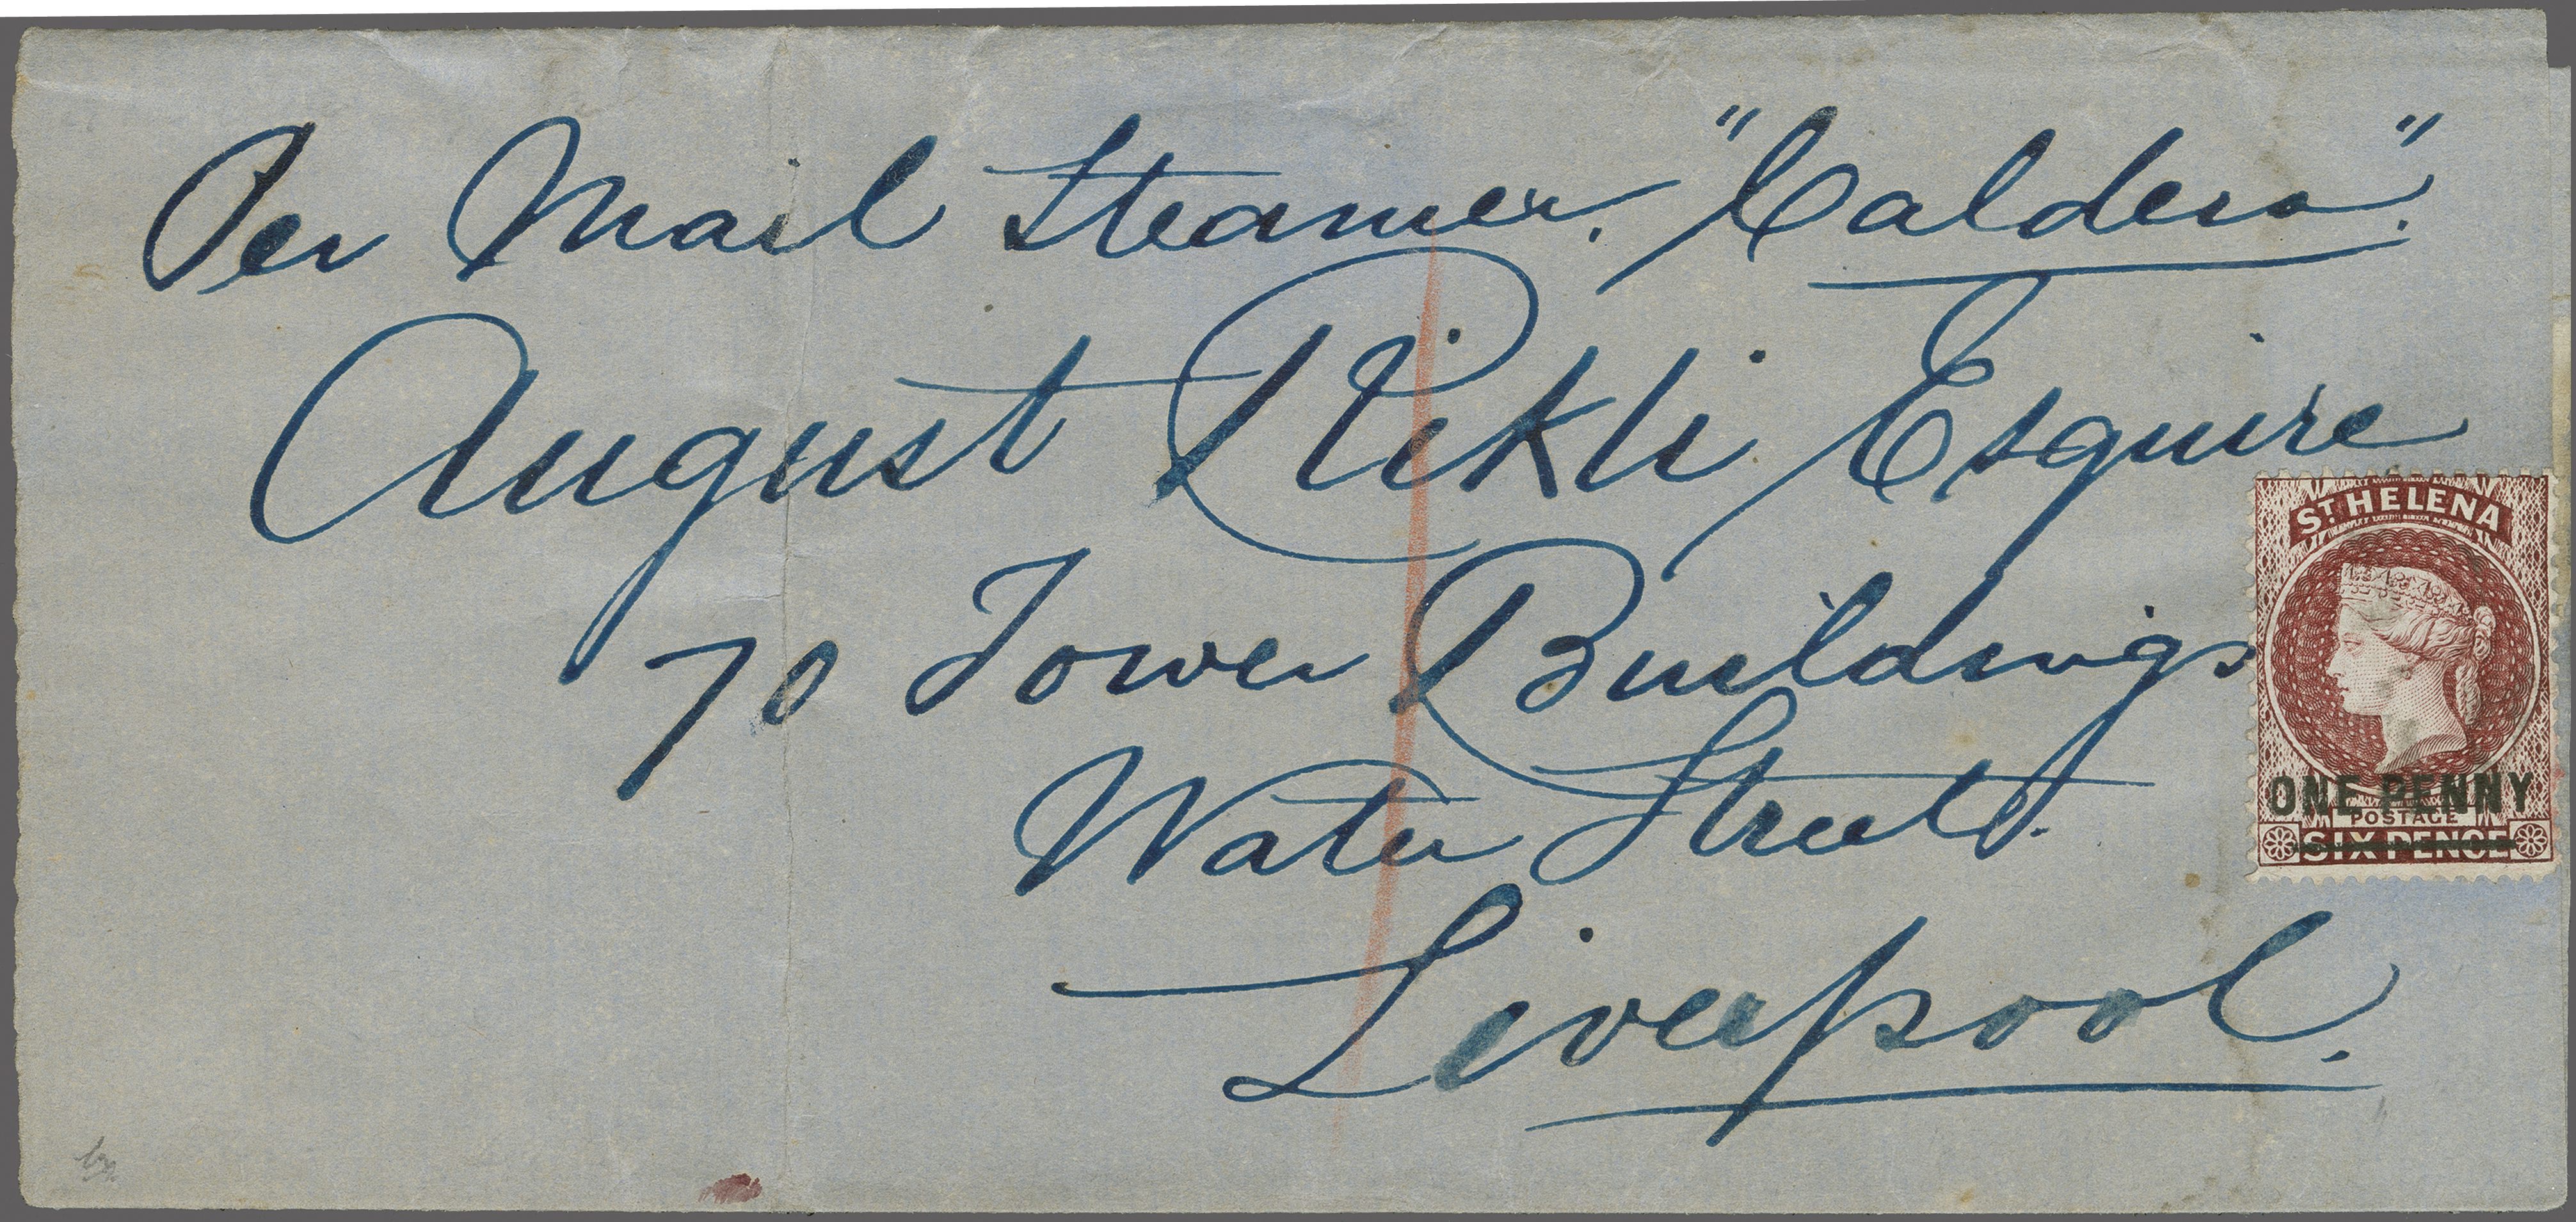 Per Mail Steamer. "Caldera".
August Rikli Esquire
70 Tower Buildings
Water Street.
Liverpool.
ST. HELENA
ONE PENNY
POSTAGE
SIX PENCE